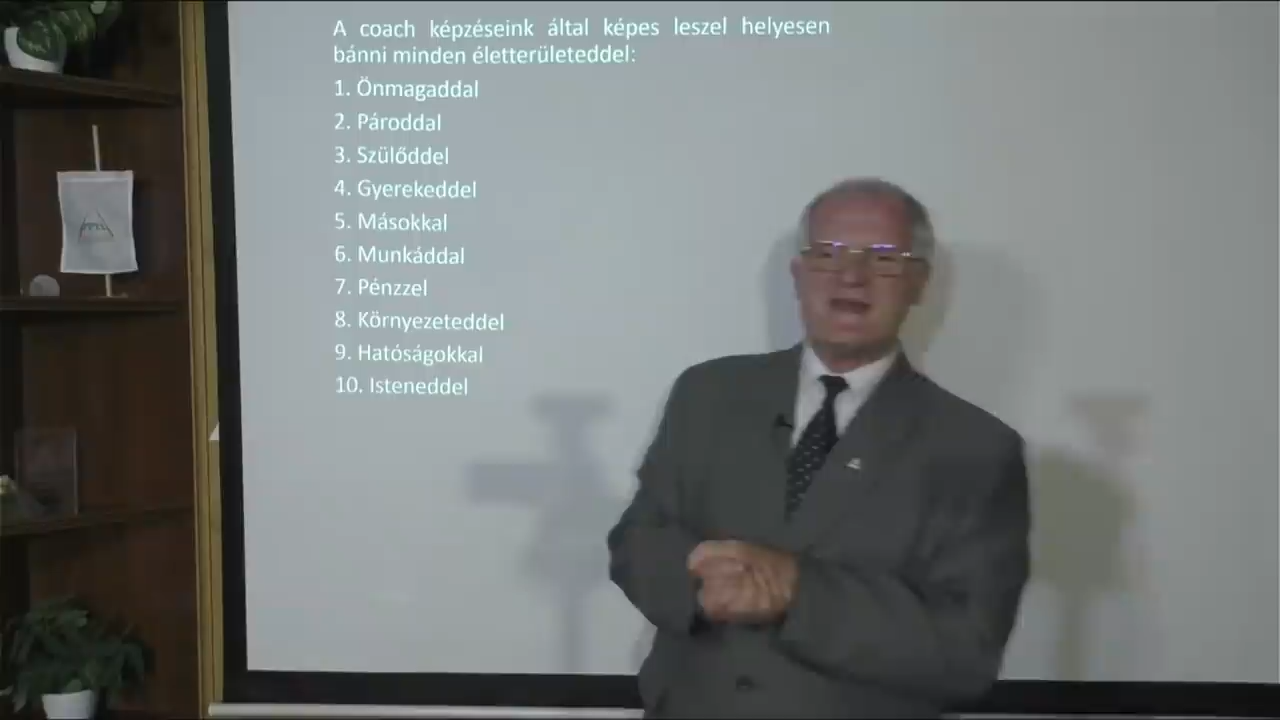 A coach képzéseink által képes leszel helyesen
bánni minden életterületeddel:
1. Önmagaddal
2. Pároddal
3. Szülőddel
4. Gyerekeddel
5. Másokkal
6. Munkáddal
7. Pénzzel
8. Környezeteddel
9. Hatóságokkal
10. Isteneddel